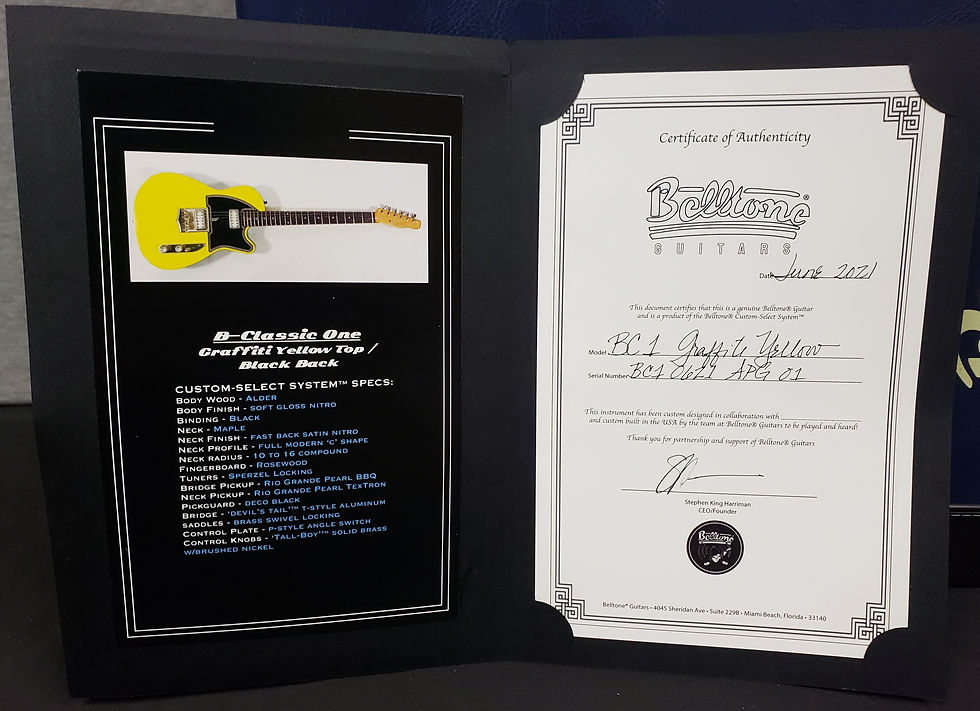 B-Classic One
Graffiti Yellow Top /
Black Back
CUSTOM-SELECT SYSTEM™ SPECS:
BODY WOOD - ALDER
BODY FINISH - SOFT GLOSS NITRO
BINDING - BLACK
NECK - MAPLE
NECK FINISH - FAST BACK SATIN NITRO
NECK PROFILE - FULL MODERN 'C' SHAPE
NECK RADIUS - 10 TO 16 COMPOUND
FINGERBOARD - ROSEWOOD
TUNERS - SPERZEL LOCKING
BRIDGE PICKUP - RIO GRANDE PEARL BBQ
NECK PICKUP - RIO GRANDE PEARL TEXTRON
PICKGUARD - DECO BLACK
BRIDGE - 'DEVIL'S TAIL'™ T-STYLE ALUMINUM
SADDLES - BRASS SWIVEL LOCKING
CONTROL PLATE - P-STYLE ANGLE SWITCH
CONTROL KNOBS - 'TALL-BOY'™ SOLID BRASS
W/BRUSHED NICKEL
Certificate of Authenticity
Belltone®
GUITARS
Date June 2021
This document certifies that this is a genuine Belltone® Guitar
and is a product of the Belltone® Custom-Select System™
Model BC 1 Graffiti Yellow
Serial Number BC1 0621 APG 01
This instrument has been custom designed in collaboration with
and custom built in the USA by the team at Belltone® Guitars to be played and heard!
Thank you for partnership and support of Belltone® Guitars
Stephen King Harriman
CEO/Founder
Belltone
Belltone® Guitars • 4045 Sheridan Ave • Suite 229B • Miami Beach, Florida • 33140